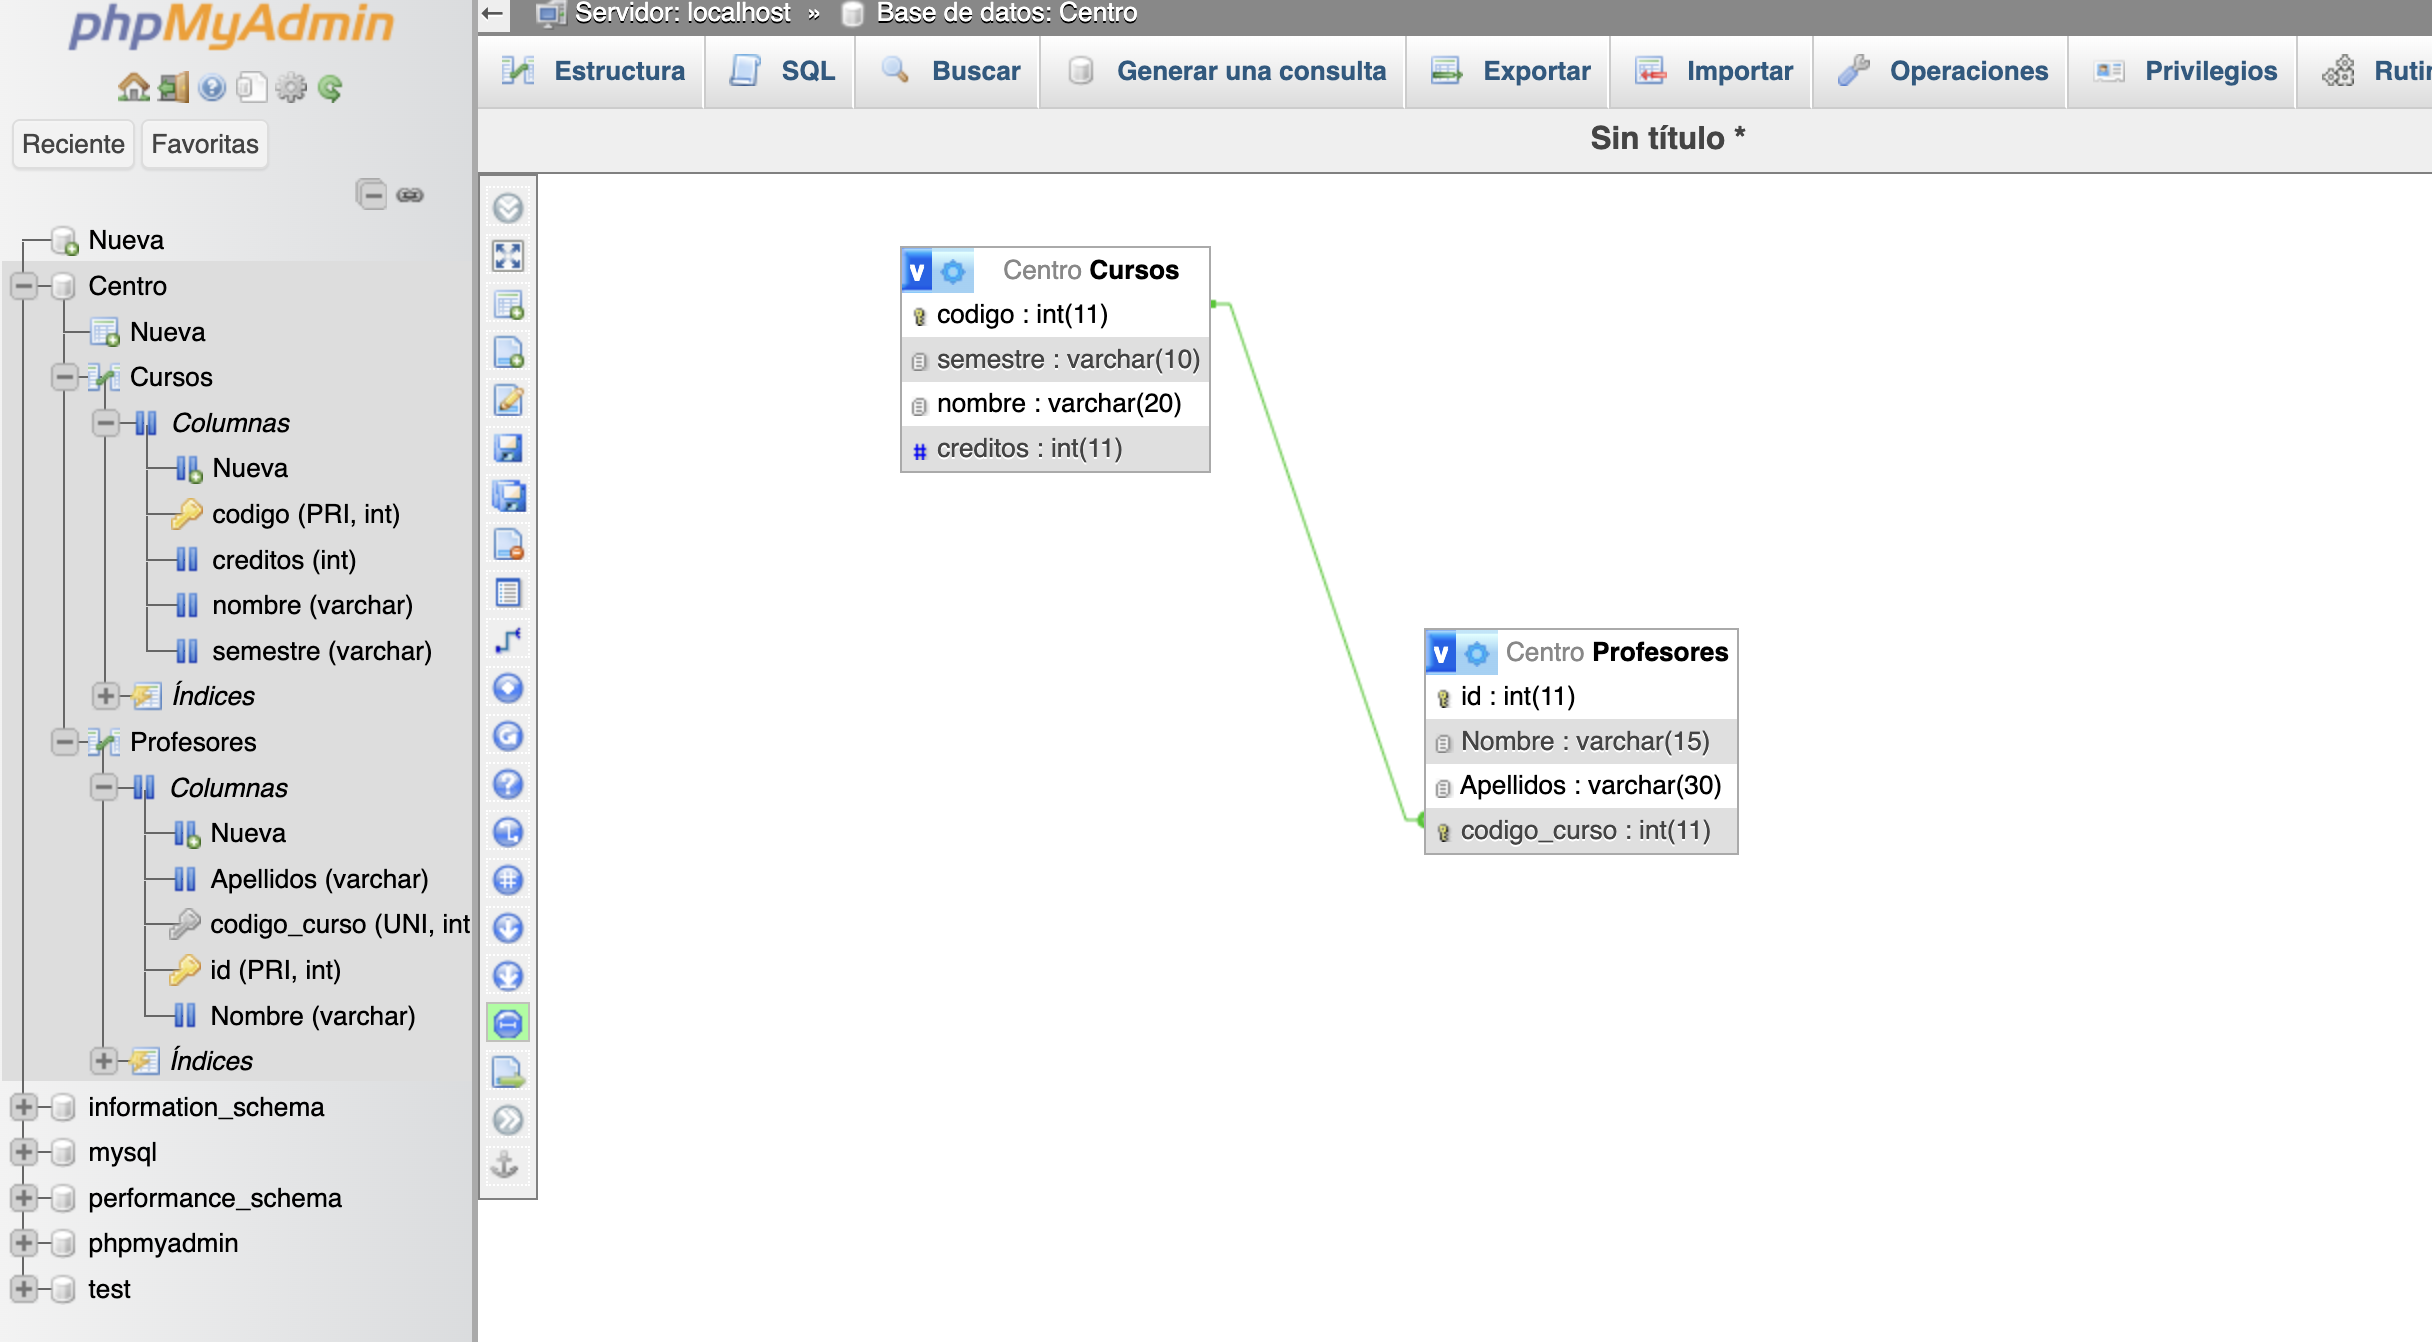 phpMyAdmin
Reciente Favoritas
Nueva
Centro
Nueva
Cursos
Columnas
Nueva
codigo (PRI, int)
creditos (int)
nombre (varchar)
semestre (varchar)
Índices
Profesores
Columnas
Nueva
Apellidos (varchar)
codigo_curso (UNI, int
id (PRI, int)
Nombre (varchar)
Índices
information_schema
mysql
performance_schema
phpmyadmin
test
← Servidor: localhost » Base de datos: Centro
Estructura SQL Buscar Generar una consulta Exportar Importar Operaciones Privilegios
Sin título *
v Centro Cursos
codigo : int(11)
semestre : varchar(10)
nombre : varchar(20)
# creditos : int(11)
v Centro Profesores
id : int(11)
Nombre : varchar(15)
Apellidos : varchar(30)
codigo_curso : int(11)